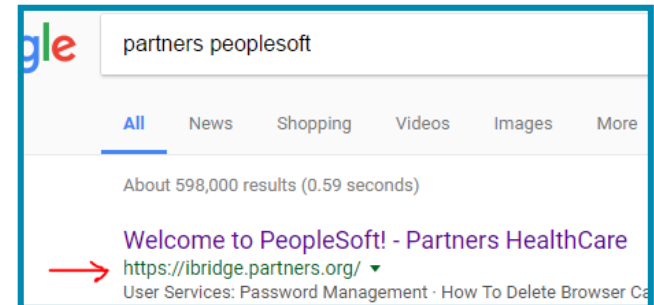 gle
partners peoplesoft
All News Shopping Videos Images More
About 598,000 results (0.59 seconds)
Welcome to PeopleSoft! - Partners HealthCare
https://ibridge.partners.org/
User Services: Password Management · How To Delete Browser Ca